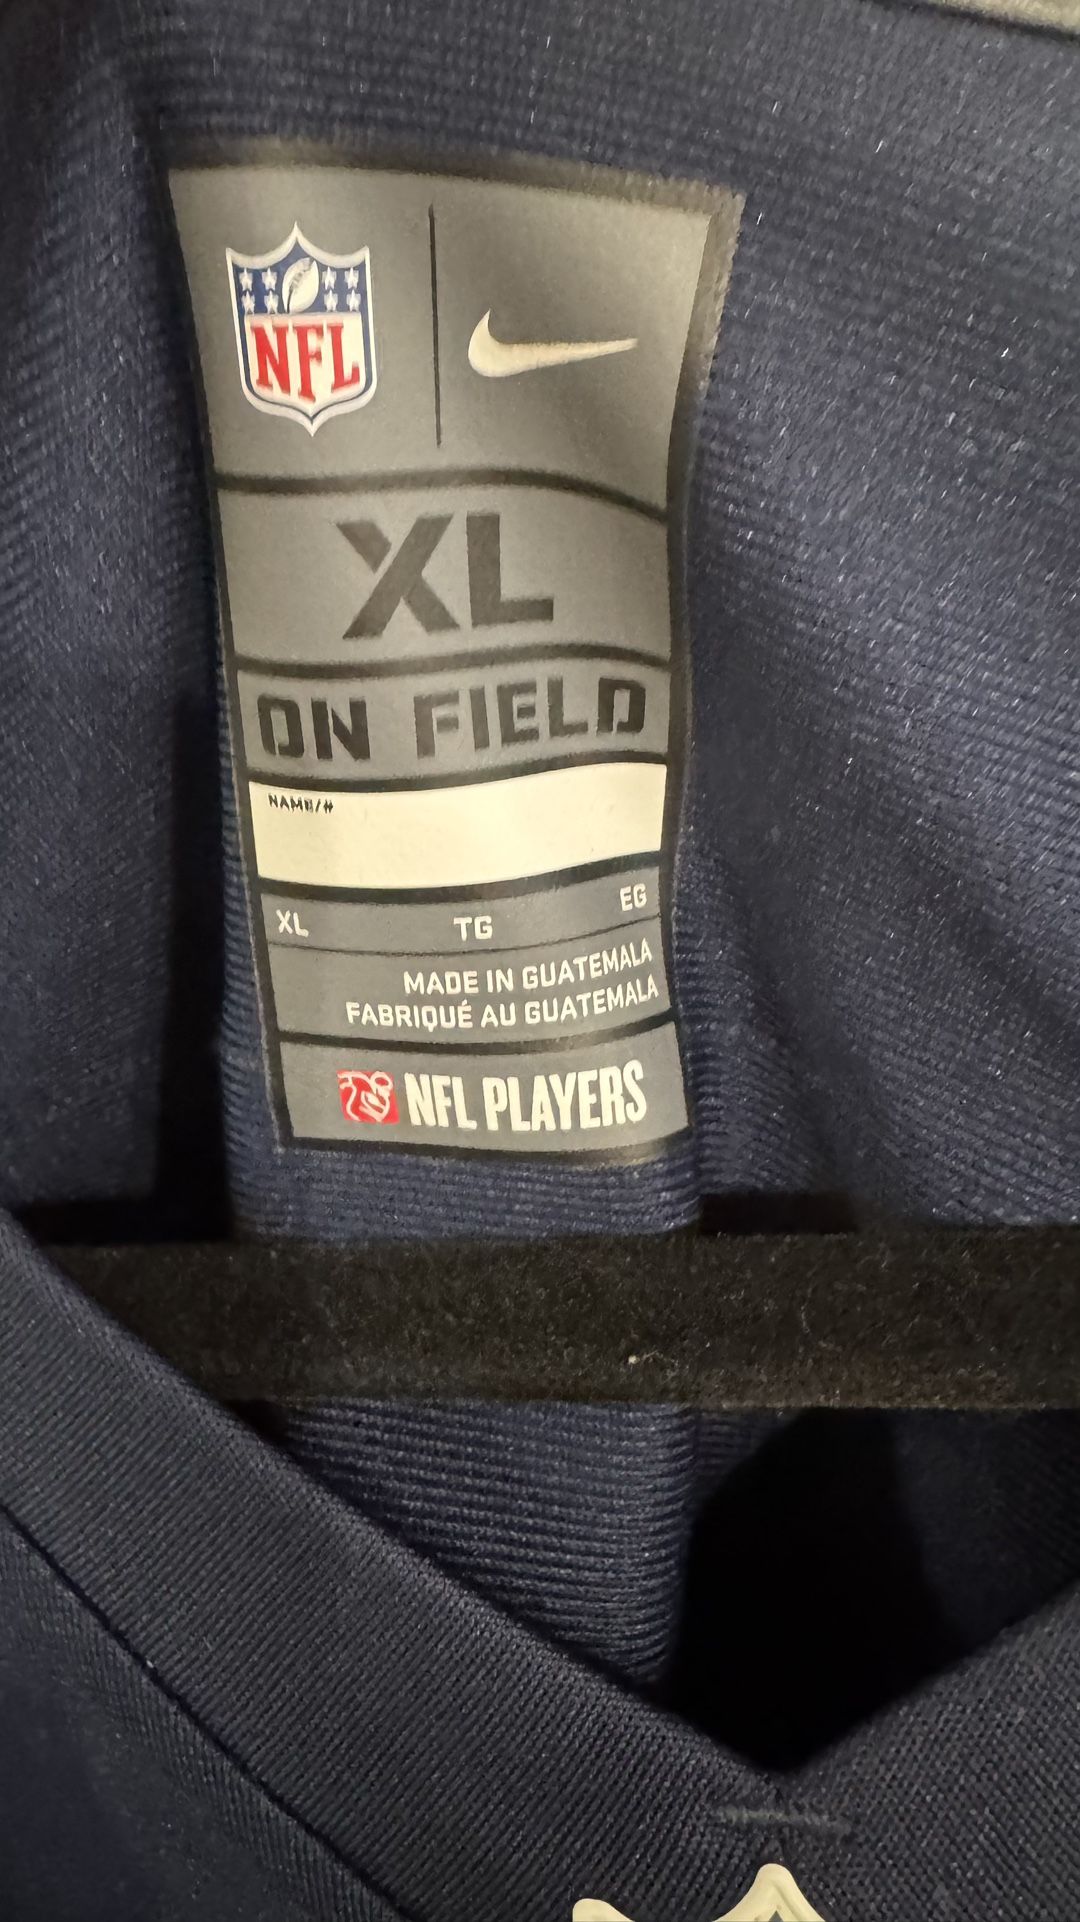 NFL
XL
ON FIELD
NAME/#
XL TG EG
MADE IN GUATEMALA
FABRIQUÉ AU GUATEMALA
NFL PLAYERS